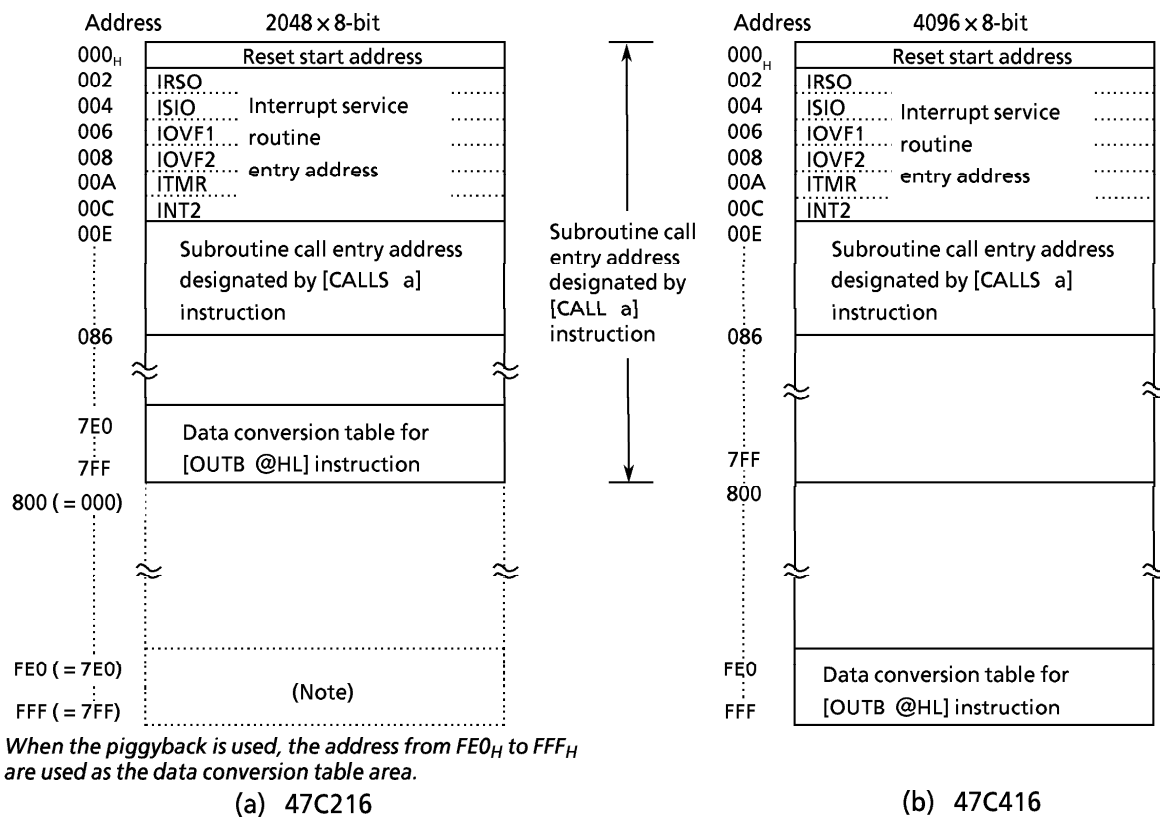 Address 2048 × 8-bit
000H Reset start address
002 IRSO
004 ISIO Interrupt service
006 IOVF1 routine
008 IOVF2 entry address
00A ITMR
00C INT2
00E
Subroutine call entry address
designated by [CALLS a]
instruction
086
7E0
Data conversion table for
[OUTB @HL] instruction
7FF
800 ( = 000)
FE0 ( = 7E0)
(Note)
FFF ( = 7FF)
When the piggyback is used, the address from FE0H to FFFH
are used as the data conversion table area.
(a) 47C216
Subroutine call
entry address
designated by
[CALL a]
instruction
Address 4096 × 8-bit
000H Reset start address
002 IRSO
004 ISIO Interrupt service
006 IOVF1 routine
008 IOVF2 entry address
00A ITMR
00C INT2
00E
Subroutine call entry address
designated by [CALLS a]
instruction
086
7FF
800
FE0
Data conversion table for
[OUTB @HL] instruction
FFF
(b) 47C416